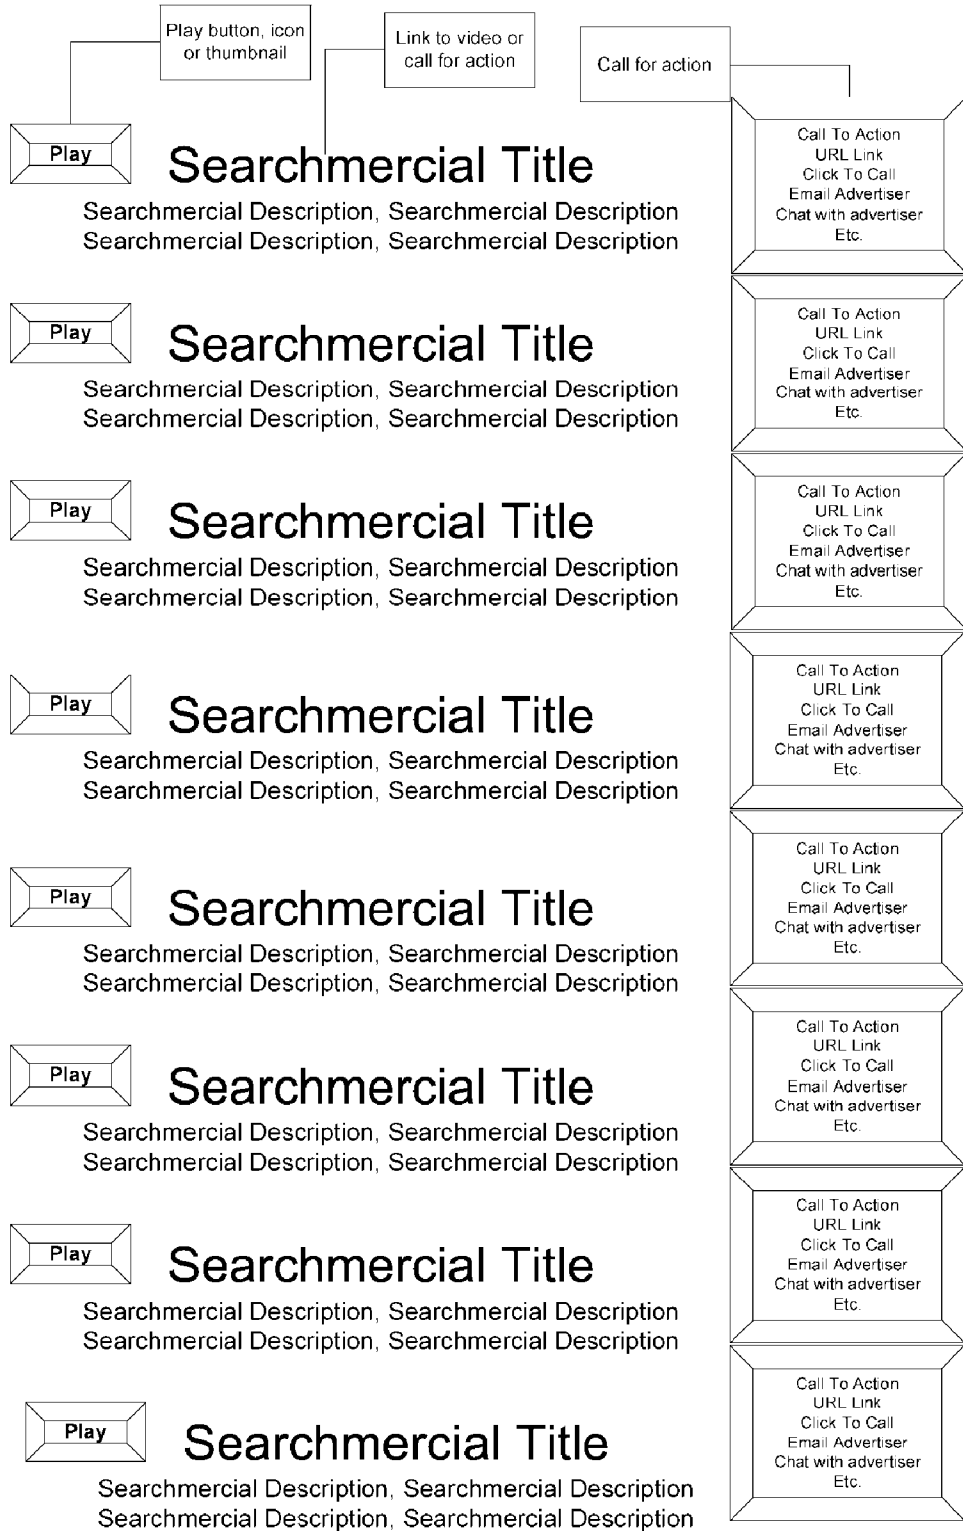 Play button, icon
or thumbnail
Link to video or
call for action
Call for action
Play
Searchmercial Title
Searchmercial Description, Searchmercial Description
Searchmercial Description, Searchmercial Description
Call To Action
URL Link
Click To Call
Email Advertiser
Chat with advertiser
Etc.
Play
Searchmercial Title
Searchmercial Description, Searchmercial Description
Searchmercial Description, Searchmercial Description
Call To Action
URL Link
Click To Call
Email Advertiser
Chat with advertiser
Etc.
Play
Searchmercial Title
Searchmercial Description, Searchmercial Description
Searchmercial Description, Searchmercial Description
Call To Action
URL Link
Click To Call
Email Advertiser
Chat with advertiser
Etc.
Play
Searchmercial Title
Searchmercial Description, Searchmercial Description
Searchmercial Description, Searchmercial Description
Call To Action
URL Link
Click To Call
Email Advertiser
Chat with advertiser
Etc.
Play
Searchmercial Title
Searchmercial Description, Searchmercial Description
Searchmercial Description, Searchmercial Description
Call To Action
URL Link
Click To Call
Email Advertiser
Chat with advertiser
Etc.
Play
Searchmercial Title
Searchmercial Description, Searchmercial Description
Searchmercial Description, Searchmercial Description
Call To Action
URL Link
Click To Call
Email Advertiser
Chat with advertiser
Etc.
Play
Searchmercial Title
Searchmercial Description, Searchmercial Description
Searchmercial Description, Searchmercial Description
Call To Action
URL Link
Click To Call
Email Advertiser
Chat with advertiser
Etc.
Play
Searchmercial Title
Searchmercial Description, Searchmercial Description
Searchmercial Description, Searchmercial Description
Call To Action
URL Link
Click To Call
Email Advertiser
Chat with advertiser
Etc.